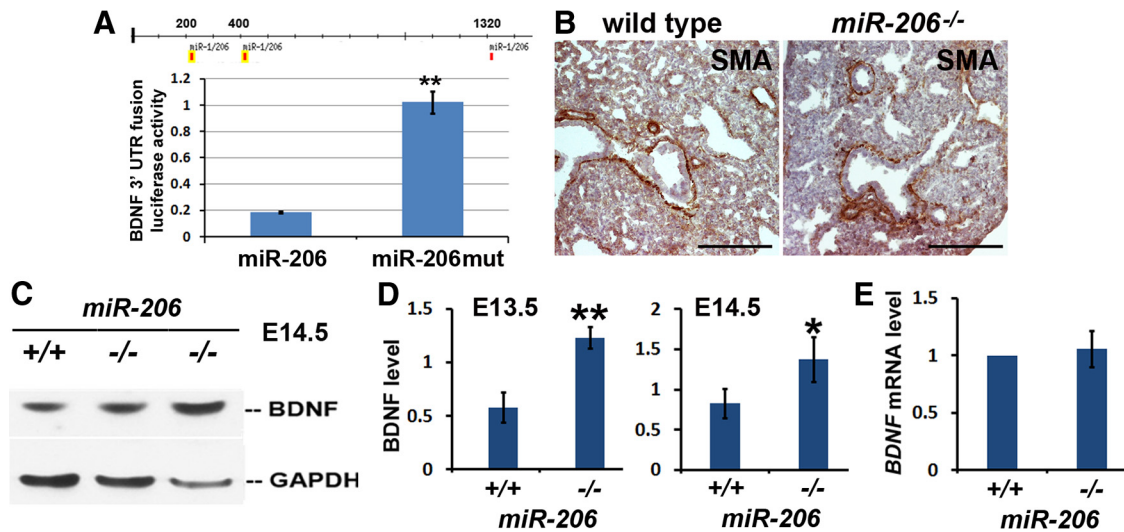 A
200 400 1320
miR-1/206 miR-1/206 miR-1/206
BDNF 3' UTR fusion
luciferase activity
1.2
1
0.8
0.6
0.4
0.2
0
**
miR-206 miR-206mut
B wild type miR-206-/-
SMA SMA
C
miR-206
E14.5
+/+ -/- -/-
-- BDNF
-- GAPDH
D
BDNF level
1.5
1
0.5
0
E13.5
**
+/+ -/-
miR-206
2
1.5
1
0.5
0
E14.5
*
+/+ -/-
miR-206
E
BDNF mRNA level
1.5
1
0.5
0
+/+ -/-
miR-206